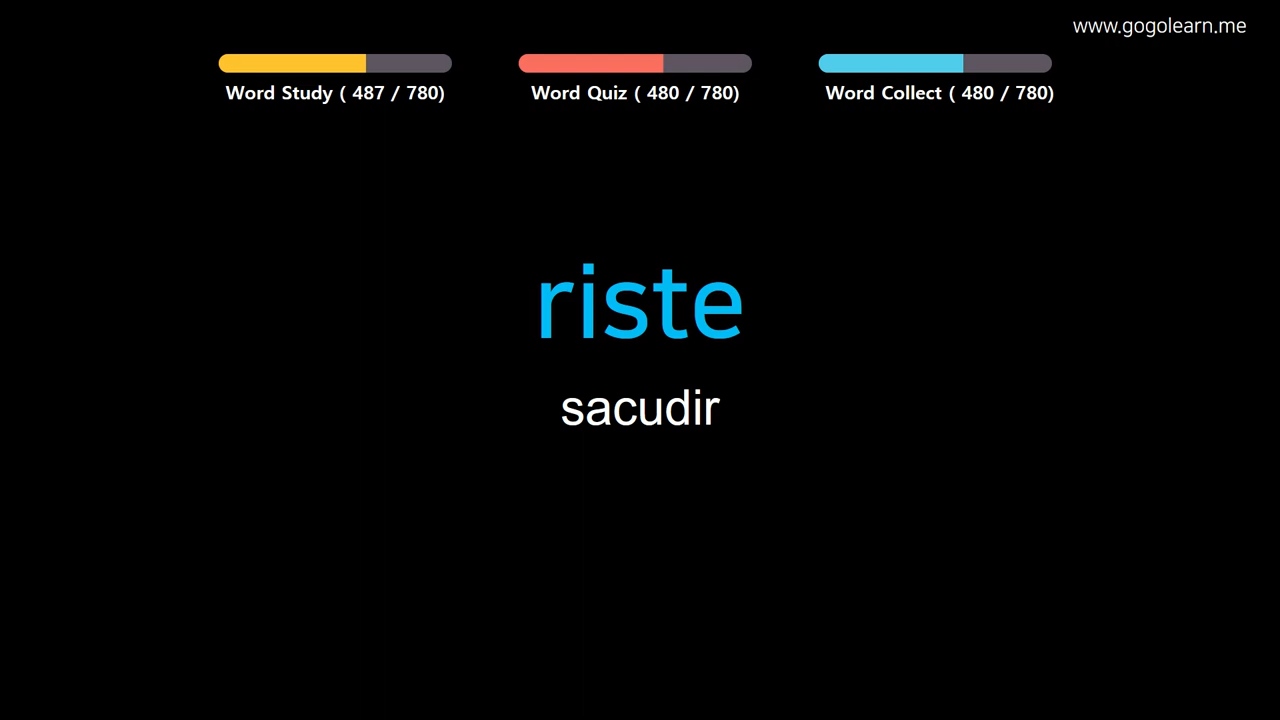 www.gogolearn.me
Word Study ( 487 / 780)
Word Quiz ( 480 / 780)
Word Collect ( 480 / 780)
riste
sacudir